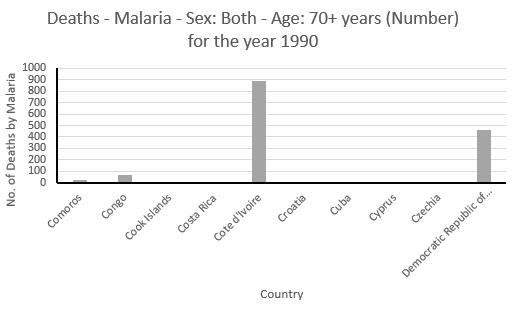 Deaths - Malaria - Sex: Both - Age: 70+ years (Number)
for the year 1990
No. of Deaths by Malaria
1000
900
800
700
600
500
400
300
200
100
0
Comoros
Congo
Cook Islands
Costa Rica
Cote d'Ivoire
Croatia
Cuba
Cyprus
Czechia
Democratic Republic of...
Country